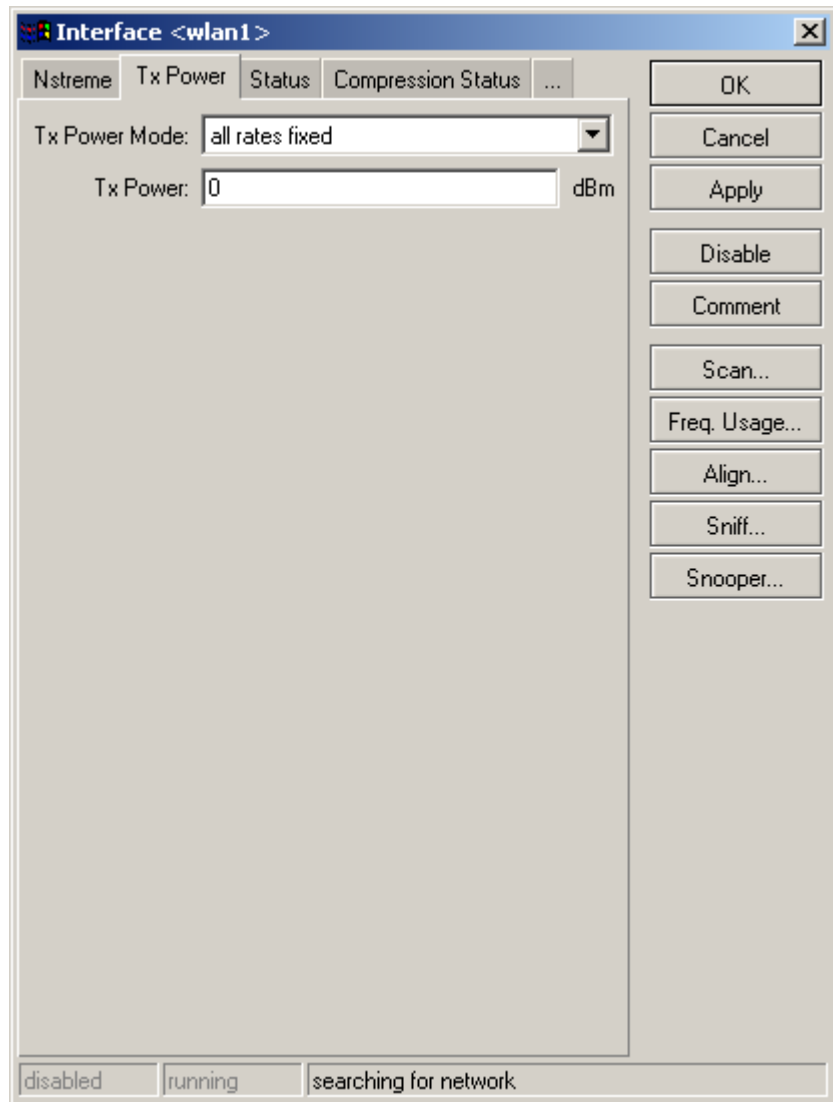 Interface <wlan1>
Nstreme Tx Power Status Compression Status ...
Tx Power Mode: all rates fixed
Tx Power: 0 dBm
OK
Cancel
Apply
Disable
Comment
Scan...
Freq. Usage...
Align...
Sniff...
Snooper...
disabled running searching for network